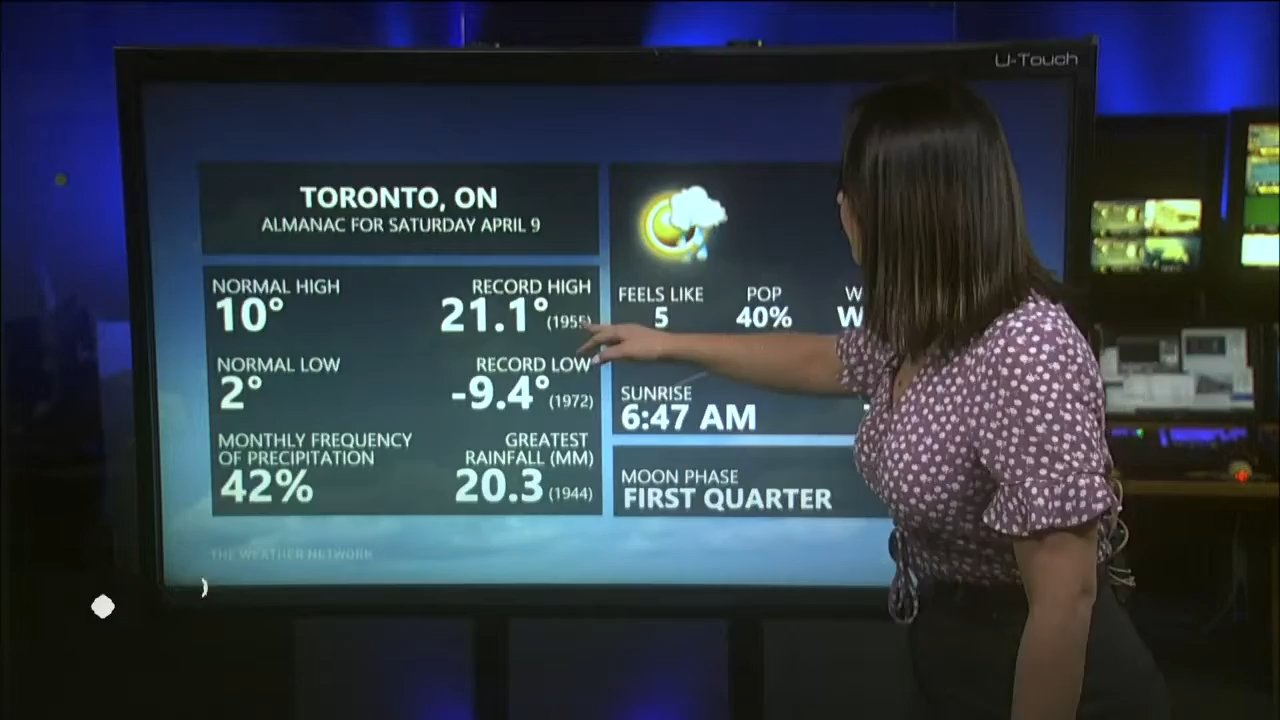 U-Touch
TORONTO, ON
ALMANAC FOR SATURDAY APRIL 9
NORMAL HIGH
10°
RECORD HIGH
21.1° (1955)
NORMAL LOW
2°
RECORD LOW
-9.4° (1972)
MONTHLY FREQUENCY
OF PRECIPITATION
42%
GREATEST
RAINFALL (MM)
20.3 (1944)
FEELS LIKE
5
POP
40%
W
W
SUNRISE
6:47 AM
MOON PHASE
FIRST QUARTER
THE WEATHER NETWORK